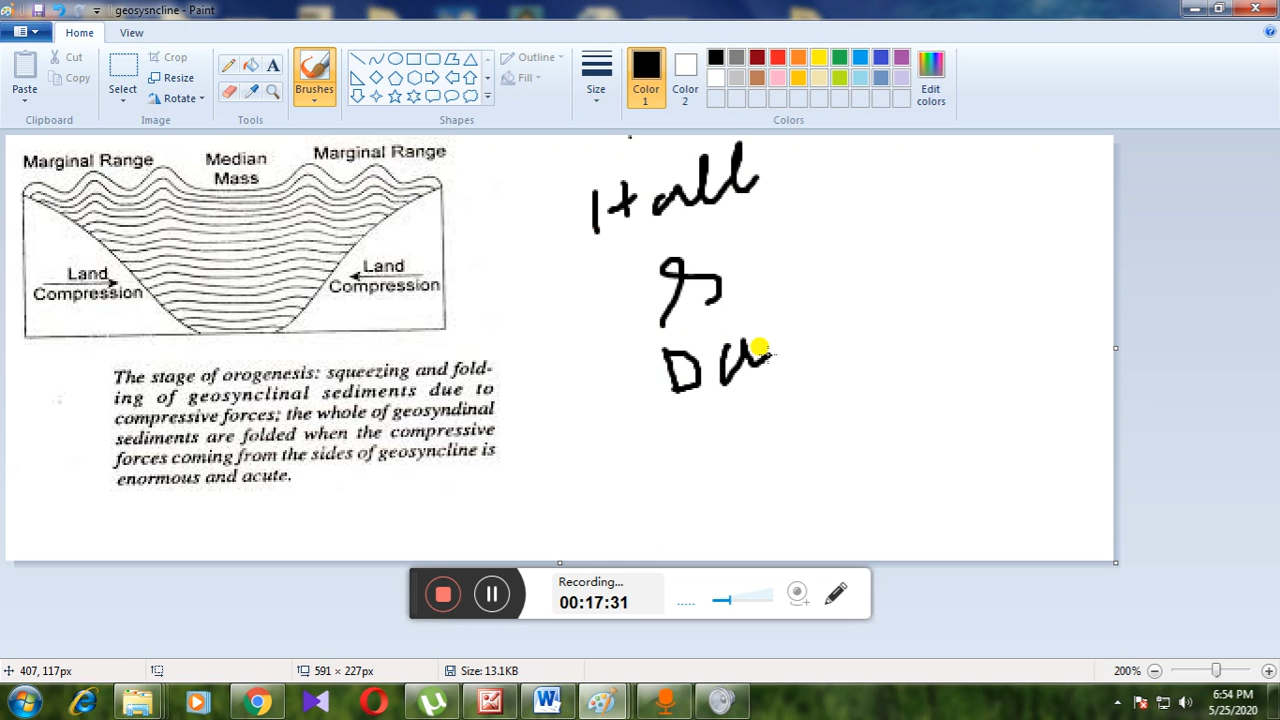 geosysncline - Paint
Home
View
Paste
Cut
Copy
Clipboard
Select
Crop
Resize
Rotate
Image
A
Tools
Brushes
Outline
Fill
Shapes
Size
Color 1
Color 2
Edit colors
Colors
Marginal Range
Median Mass
Marginal Range
Land Compression
Land Compression
The stage of orogenesis: squeezing and fold-
ing of geosynclinal sediments due to
compressive forces; the whole of geosyndinal
sediments are folded when the compressive
forces coming from the sides of geosyncline is
enormous and acute.
Hall
Recording...
00:17:31
407, 117px
591 × 227px
Size: 13.1KB
200%
6:54 PM
5/25/2020